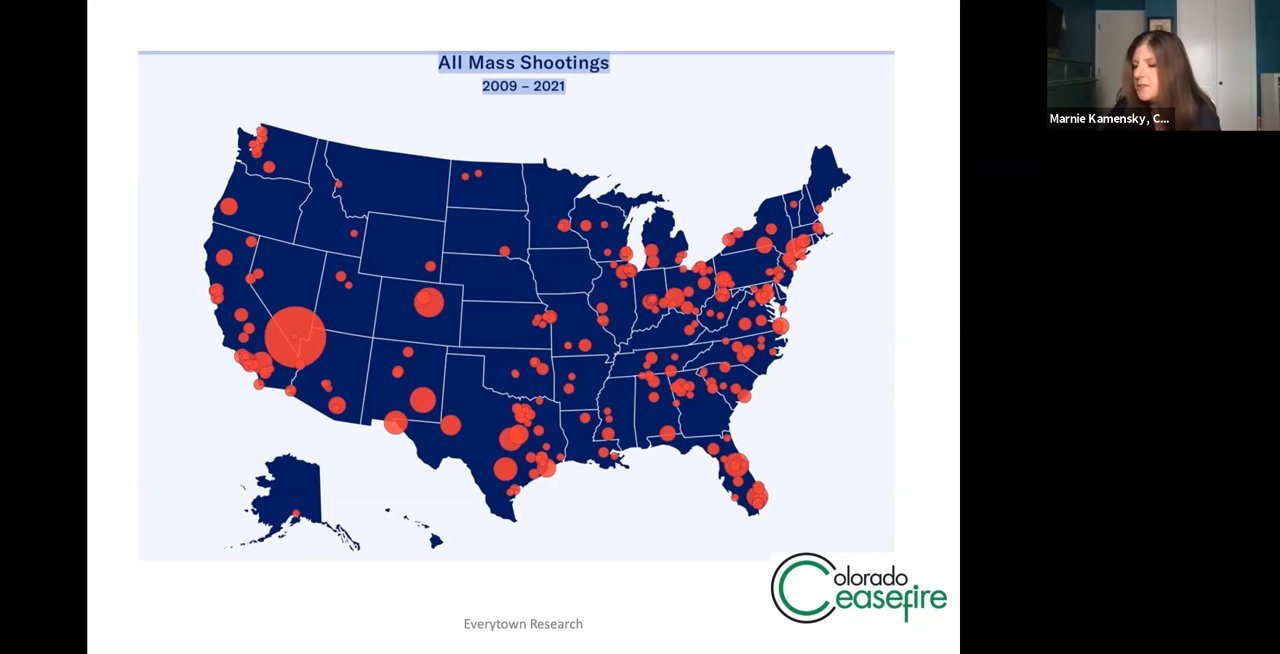 All Mass Shootings
2009 – 2021
Marnie Kamensky, C...
Colorado
Ceasefire
Everytown Research